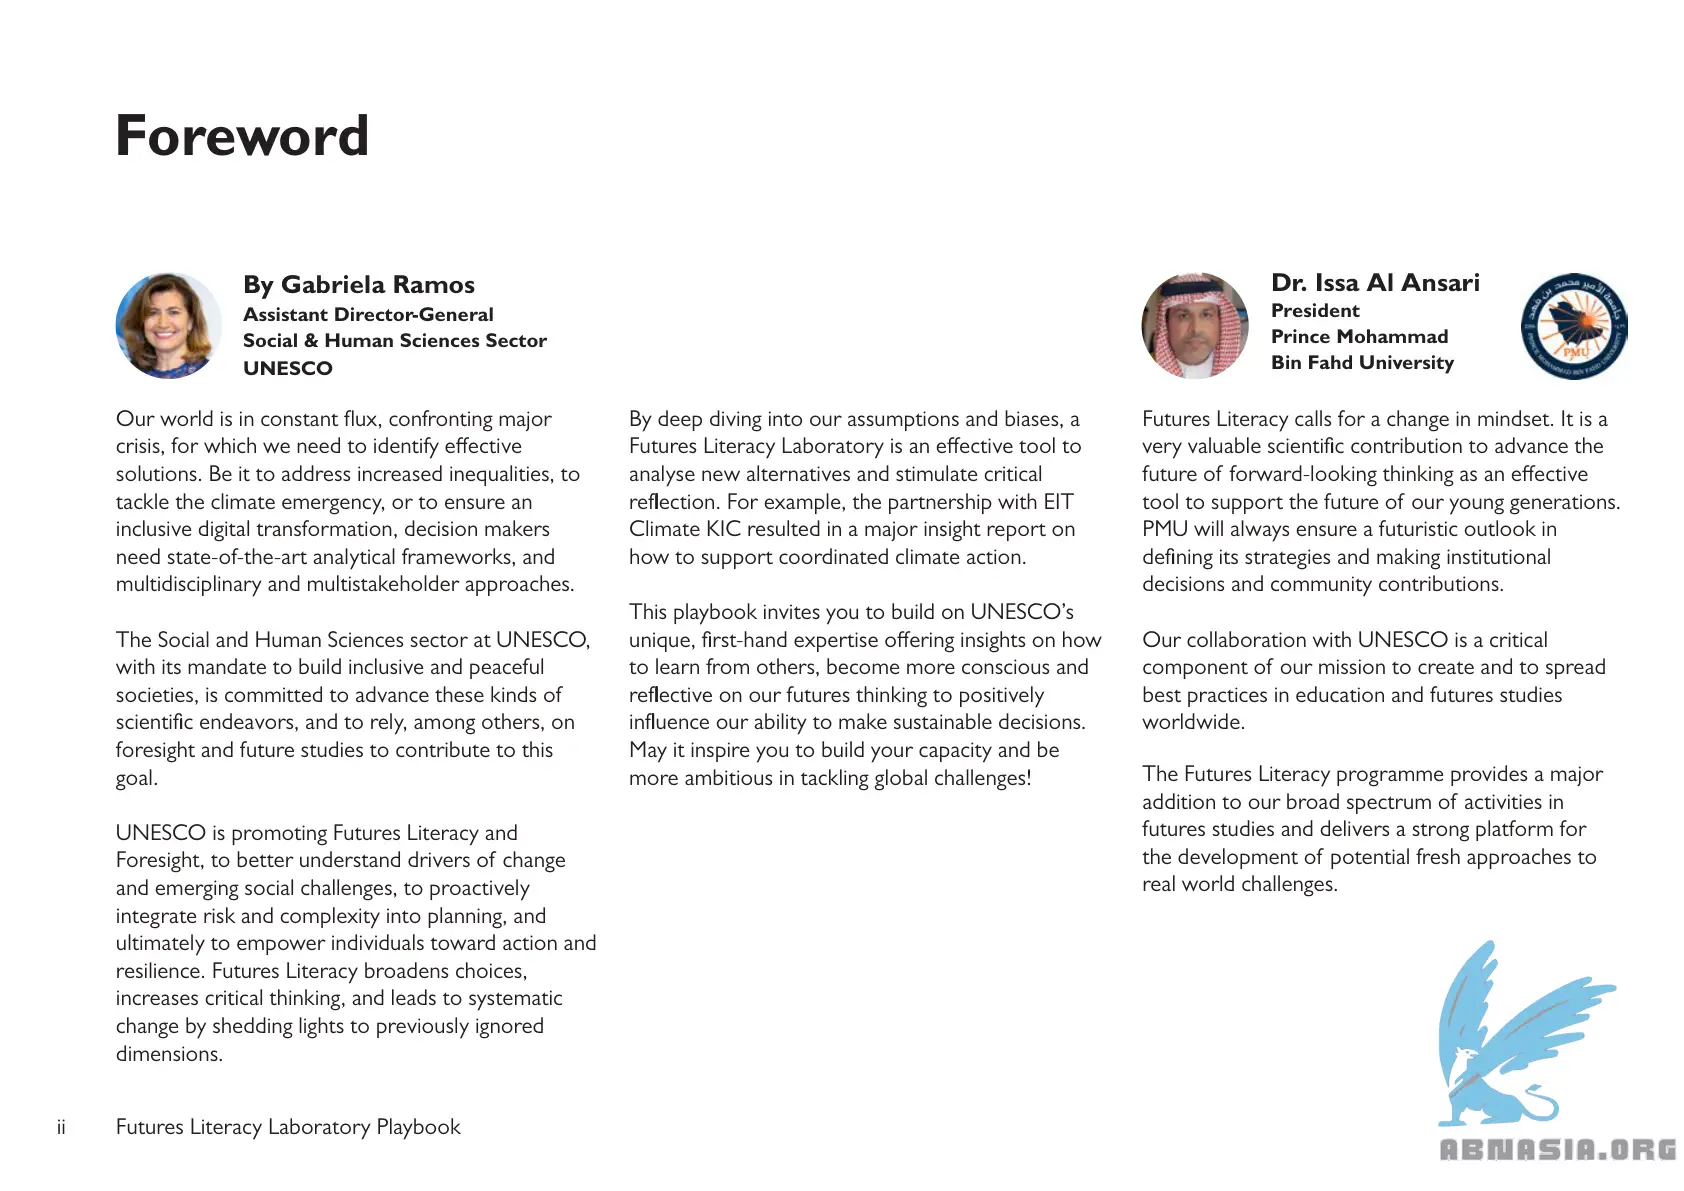 Foreword
By Gabriela Ramos
Assistant Director-General
Social & Human Sciences Sector
UNESCO
Our world is in constant flux, confronting major
crisis, for which we need to identify effective
solutions. Be it to address increased inequalities, to
tackle the climate emergency, or to ensure an
inclusive digital transformation, decision makers
need state-of-the-art analytical frameworks, and
multidisciplinary and multistakeholder approaches.
The Social and Human Sciences sector at UNESCO,
with its mandate to build inclusive and peaceful
societies, is committed to advance these kinds of
scientific endeavors, and to rely, among others, on
foresight and future studies to contribute to this
goal.
UNESCO is promoting Futures Literacy and
Foresight, to better understand drivers of change
and emerging social challenges, to proactively
integrate risk and complexity into planning, and
ultimately to empower individuals toward action and
resilience. Futures Literacy broadens choices,
increases critical thinking, and leads to systematic
change by shedding lights to previously ignored
dimensions.
By deep diving into our assumptions and biases, a
Futures Literacy Laboratory is an effective tool to
analyse new alternatives and stimulate critical
reflection. For example, the partnership with EIT
Climate KIC resulted in a major insight report on
how to support coordinated climate action.
This playbook invites you to build on UNESCO’s
unique, first-hand expertise offering insights on how
to learn from others, become more conscious and
reflective on our futures thinking to positively
influence our ability to make sustainable decisions.
May it inspire you to build your capacity and be
more ambitious in tackling global challenges!
Dr. Issa Al Ansari
President
Prince Mohammad
Bin Fahd University
جامعة الأمير محمد بن فهد
PMU
PRINCE MOHAMMAD BIN FAHD UNIVERSITY
Futures Literacy calls for a change in mindset. It is a
very valuable scientific contribution to advance the
future of forward-looking thinking as an effective
tool to support the future of our young generations.
PMU will always ensure a futuristic outlook in
defining its strategies and making institutional
decisions and community contributions.
Our collaboration with UNESCO is a critical
component of our mission to create and to spread
best practices in education and futures studies
worldwide.
The Futures Literacy programme provides a major
addition to our broad spectrum of activities in
futures studies and delivers a strong platform for
the development of potential fresh approaches to
real world challenges.
ii Futures Literacy Laboratory Playbook
ABNASIA.ORG